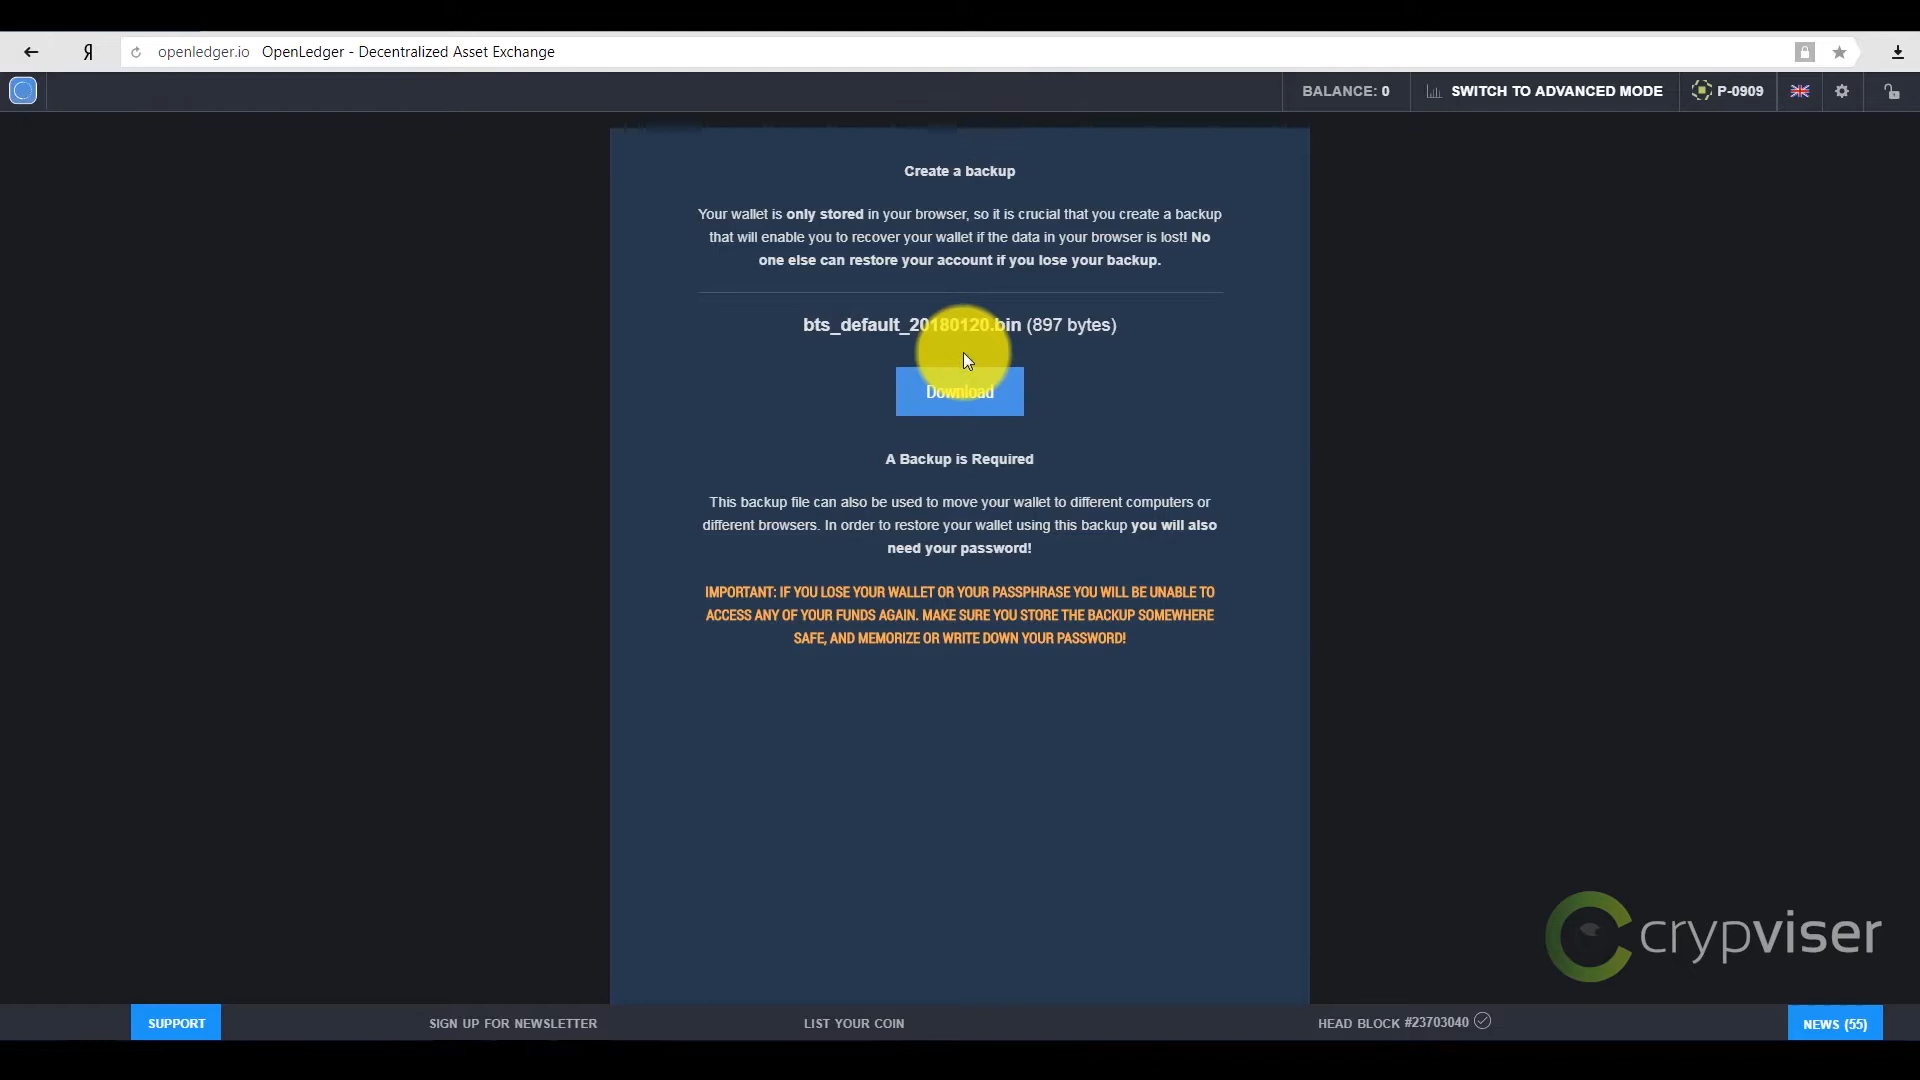 Я openledger.io OpenLedger - Decentralized Asset Exchange
BALANCE: 0 SWITCH TO ADVANCED MODE P-0909
Create a backup
Your wallet is only stored in your browser, so it is crucial that you create a backup
that will enable you to recover your wallet if the data in your browser is lost! No
one else can restore your account if you lose your backup.
bts_default_20180120.bin (897 bytes)
Download
A Backup is Required
This backup file can also be used to move your wallet to different computers or
different browsers. In order to restore your wallet using this backup you will also
need your password!
IMPORTANT: IF YOU LOSE YOUR WALLET OR YOUR PASSPHRASE YOU WILL BE UNABLE TO
ACCESS ANY OF YOUR FUNDS AGAIN. MAKE SURE YOU STORE THE BACKUP SOMEWHERE
SAFE, AND MEMORIZE OR WRITE DOWN YOUR PASSWORD!
crypviser
SUPPORT SIGN UP FOR NEWSLETTER LIST YOUR COIN HEAD BLOCK #23703040 NEWS (55)